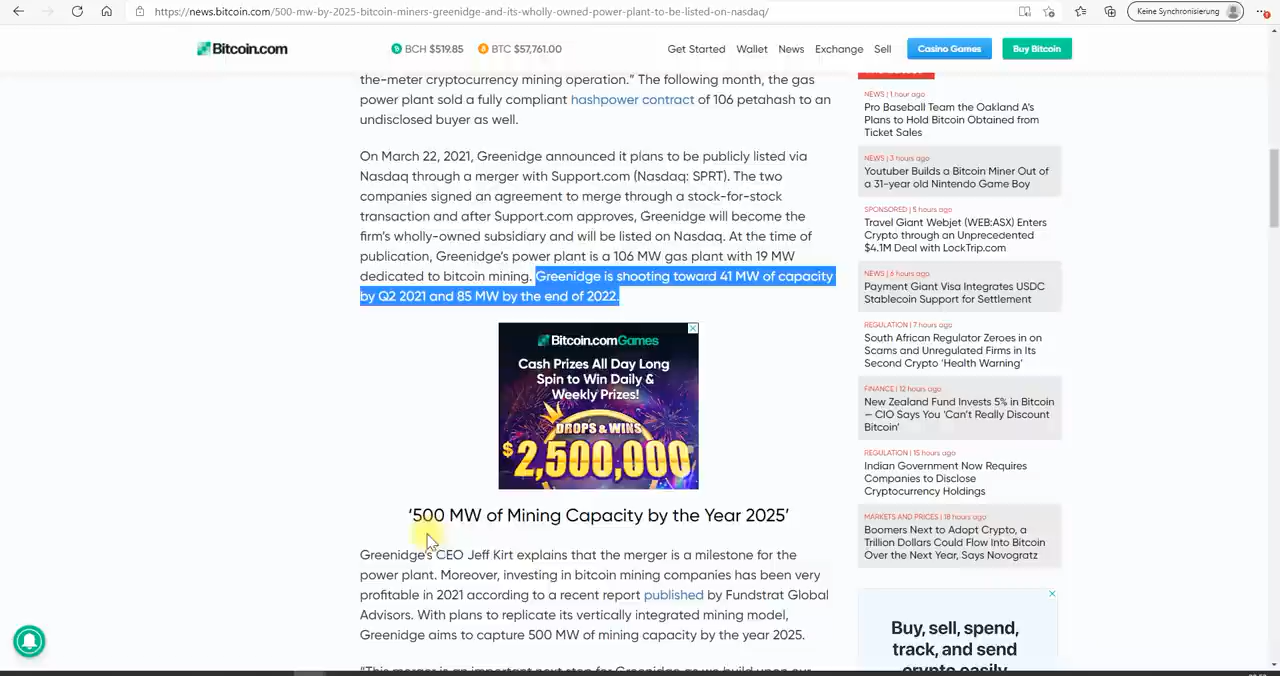 https://news.bitcoin.com/500-mw-by-2025-bitcoin-miners-greenidge-and-its-wholly-owned-power-plant-to-be-listed-on-nasdaq/
Keine Synchronisierung
Bitcoin.com
BCH $519.85
BTC $57,761.00
Get Started
Wallet
News
Exchange
Sell
Casino Games
Buy Bitcoin
the-meter cryptocurrency mining operation.” The following month, the gas
power plant sold a fully compliant hashpower contract of 106 petahash to an
undisclosed buyer as well.
On March 22, 2021, Greenidge announced it plans to be publicly listed via
Nasdaq through a merger with Support.com (Nasdaq: SPRT). The two
companies signed an agreement to merge through a stock-for-stock
transaction and after Support.com approves, Greenidge will become the
firm’s wholly-owned subsidiary and will be listed on Nasdaq. At the time of
publication, Greenidge’s power plant is a 106 MW gas plant with 19 MW
dedicated to bitcoin mining. Greenidge is shooting toward 41 MW of capacity
by Q2 2021 and 85 MW by the end of 2022.
Bitcoin.comGames
Cash Prizes All Day Long
Spin to Win Daily &
Weekly Prizes!
DROPS & WINS
$2,500,000
‘500 MW of Mining Capacity by the Year 2025’
Greenidge’s CEO Jeff Kirt explains that the merger is a milestone for the
power plant. Moreover, investing in bitcoin mining companies has been very
profitable in 2021 according to a recent report published by Fundstrat Global
Advisors. With plans to replicate its vertically integrated mining model,
Greenidge aims to capture 500 MW of mining capacity by the year 2025.
“This merger is an important next step for Greenidge as we build upon our
NEWS | 1 hour ago
Pro Baseball Team the Oakland A’s
Plans to Hold Bitcoin Obtained from
Ticket Sales
NEWS | 3 hours ago
Youtuber Builds a Bitcoin Miner Out of
a 31-year old Nintendo Game Boy
SPONSORED | 5 hours ago
Travel Giant Webjet (WEB:ASX) Enters
Crypto through an Unprecedented
$4.1M Deal with LockTrip.com
NEWS | 6 hours ago
Payment Giant Visa Integrates USDC
Stablecoin Support for Settlement
REGULATION | 7 hours ago
South African Regulator Zeroes in on
Scams and Unregulated Firms in Its
Second Crypto ‘Health Warning’
FINANCE | 12 hours ago
New Zealand Fund Invests 5% in Bitcoin
— CIO Says You ‘Can’t Really Discount
Bitcoin’
REGULATION | 15 hours ago
Indian Government Now Requires
Companies to Disclose
Cryptocurrency Holdings
MARKETS AND PRICES | 18 hours ago
Boomers Next to Adopt Crypto, a
Trillion Dollars Could Flow Into Bitcoin
Over the Next Year, Says Novogratz
Buy, sell, spend,
track, and send
crypto easily